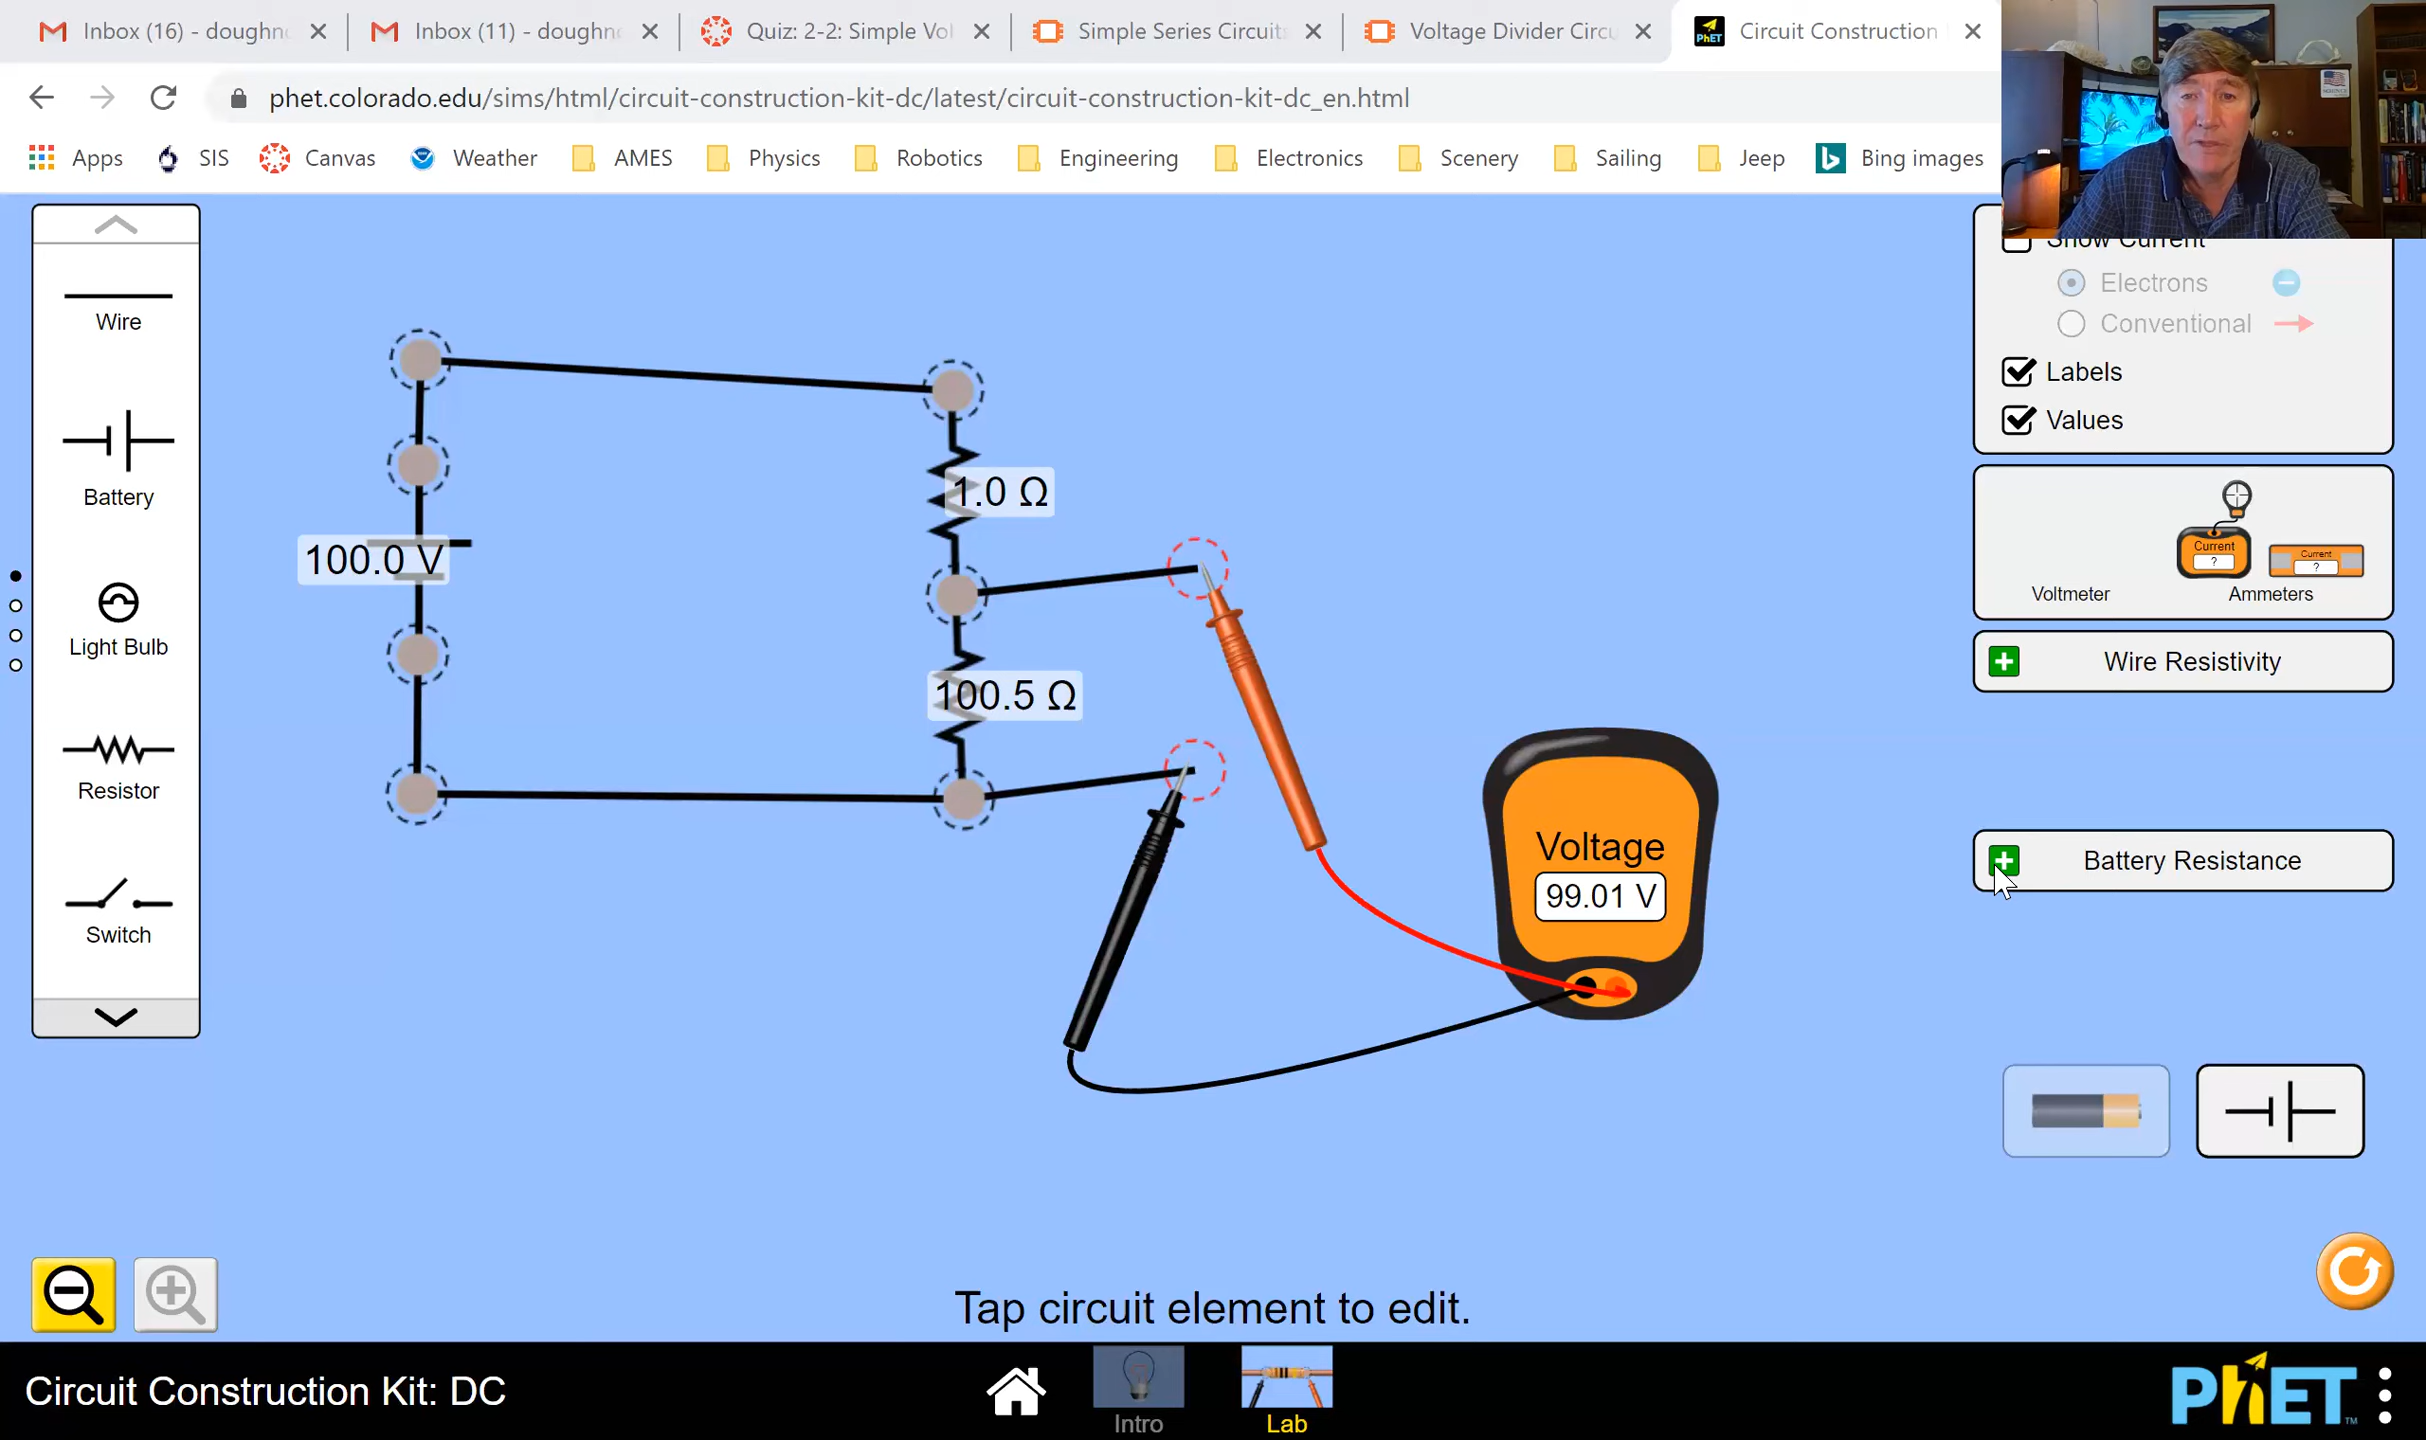 Inbox (16) - doughn
Inbox (11) - doughn
Quiz: 2-2: Simple Vol
Simple Series Circuits
Voltage Divider Circu
Circuit Construction
phet.colorado.edu/sims/html/circuit-construction-kit-dc/latest/circuit-construction-kit-dc_en.html
Apps SIS Canvas Weather AMES Physics Robotics Engineering Electronics Scenery Sailing Jeep Bing images
Show Current
Electrons
Conventional
Labels
Values
Wire
Battery
Light Bulb
Resistor
Switch
100.0 V
1.0 Ω
100.5 Ω
Voltage
99.01 V
Current
?
Current
?
Voltmeter
Ammeters
Wire Resistivity
Battery Resistance
Tap circuit element to edit.
Circuit Construction Kit: DC
Intro
Lab
PhET